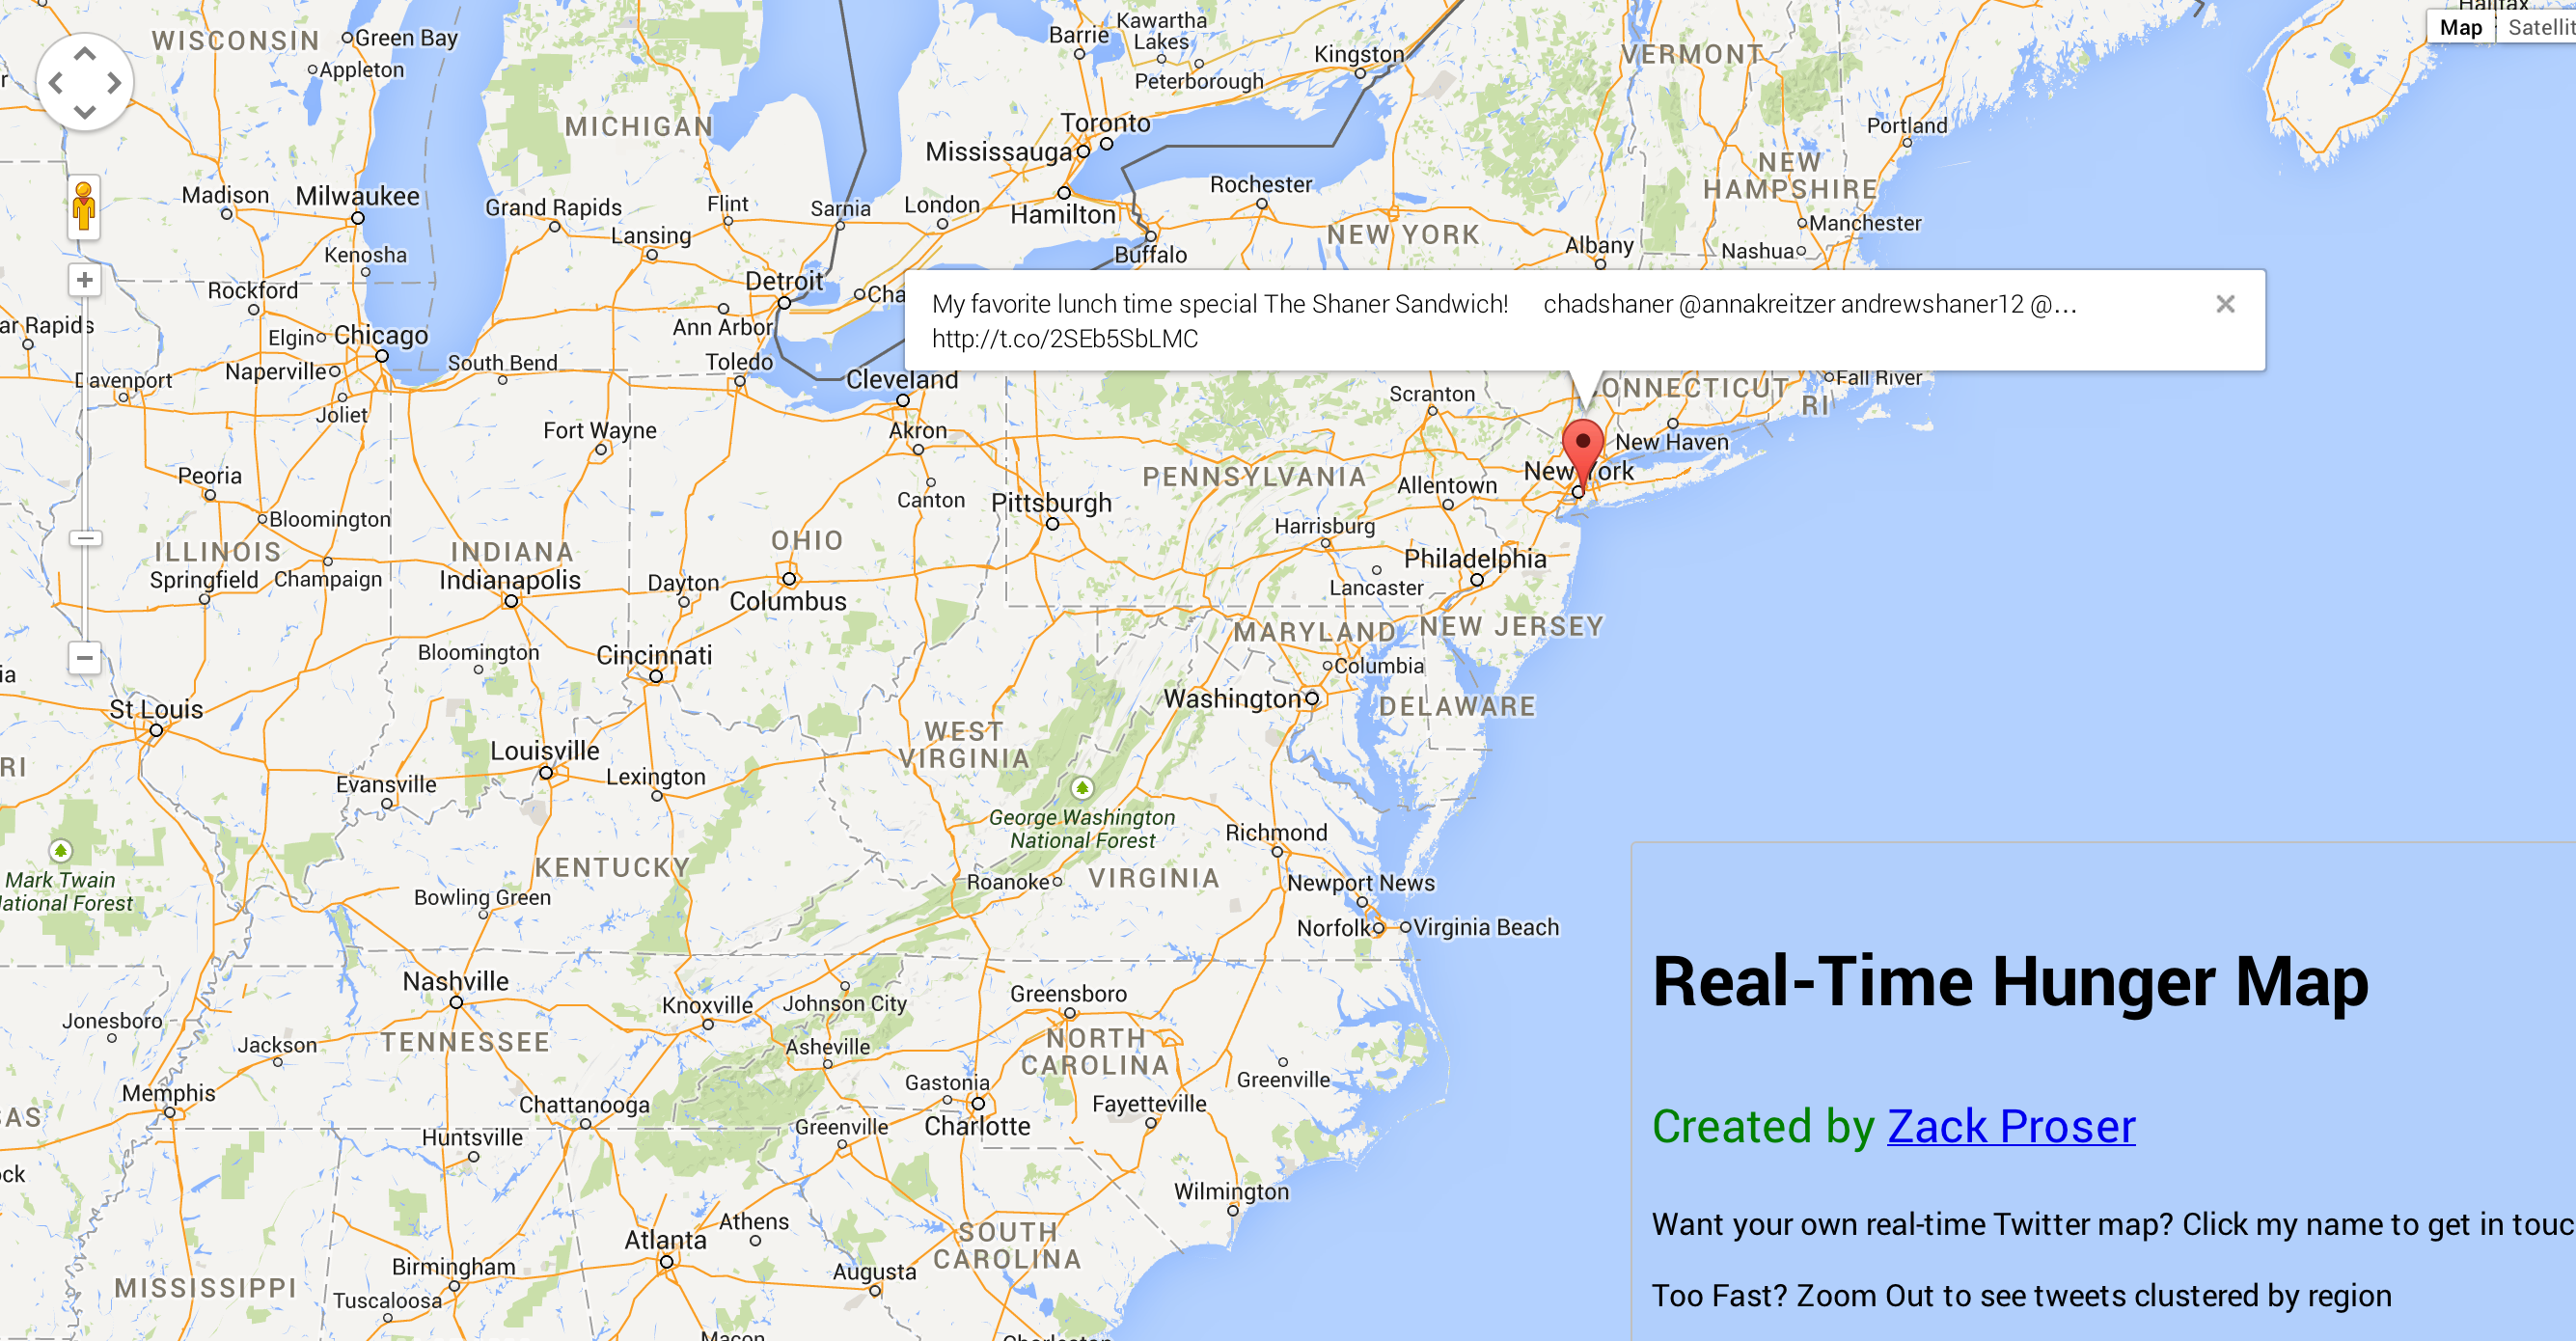 Halifax
Map Satellit
WISCONSIN
Green Bay
Appleton
MICHIGAN
Madison
Milwaukee
Kenosha
Grand Rapids
Flint
Lansing
Sarnia
London
Detroit
Ann Arbor
Cha
Barrie
Kawartha
Lakes
Peterborough
Kingston
Toronto
Mississauga
Hamilton
Rochester
Buffalo
NEW YORK
VERMONT
NEW
HAMPSHIRE
Portland
Manchester
Nashua
Albany
My favorite lunch time special The Shaner Sandwich! chadshaner @annakreitzer andrewshaner12 @…
http://t.co/2SEb5SbLMC
Rockford
ar Rapids
Elgin
Chicago
Naperville
Davenport
Joliet
South Bend
Toledo
Cleveland
Scranton
ONNECTICUT
RI
Fall River
Fort Wayne
Akron
New Haven
New York
Peoria
Canton
Pittsburgh
PENNSYLVANIA
Allentown
Bloomington
Harrisburg
ILLINOIS
Springfield
Champaign
INDIANA
Indianapolis
OHIO
Dayton
Columbus
Philadelphia
Lancaster
MARYLAND
NEW JERSEY
Bloomington
Cincinnati
Columbia
ia
Washington
DELAWARE
St Louis
RI
WEST
VIRGINIA
Louisville
Evansville
Lexington
George Washington
National Forest
Richmond
Mark Twain
National Forest
KENTUCKY
Roanoke
VIRGINIA
Newport News
Bowling Green
Norfolk
Virginia Beach
Nashville
Knoxville
Johnson City
Greensboro
Jonesboro
Jackson
TENNESSEE
Asheville
NORTH
CAROLINA
Greenville
Memphis
Gastonia
Chattanooga
Fayetteville
SAS
Huntsville
Greenville
Charlotte
ck
Wilmington
Athens
Atlanta
SOUTH
CAROLINA
Birmingham
Augusta
MISSISSIPPI
Tuscaloosa
Macon
Charleston
Real-Time Hunger Map
Created by Zack Proser
Want your own real-time Twitter map? Click my name to get in touc
Too Fast? Zoom Out to see tweets clustered by region